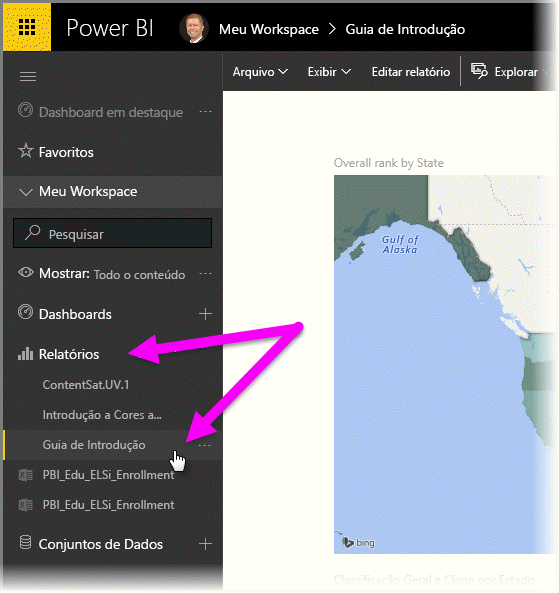 Power BI
Meu Workspace > Guia de Introdução
Arquivo
Exibir
Editar relatório
Explorar
Dashboard em destaque ...
Favoritos
Meu Workspace
Pesquisar
Mostrar: Todo o conteúdo ...
Dashboards +
Relatórios
ContentSat.UV.1
Introdução a Cores a...
Guia de Introdução ...
PBI_Edu_ELSi_Enrollment
PBI_Edu_ELSi_Enrollment
Conjuntos de Dados +
Overall rank by State
Gulf of
Alaska
bing
Classificação Geral e Clima por Estado